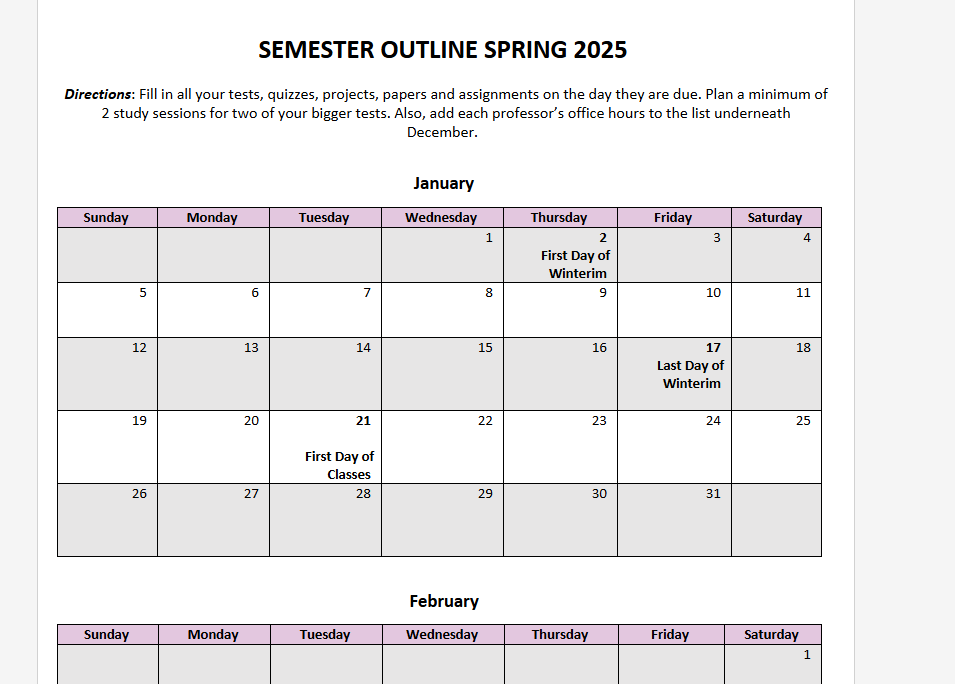 SEMESTER OUTLINE SPRING 2025
Directions: Fill in all your tests, quizzes, projects, papers and assignments on the day they are due. Plan a minimum of
2 study sessions for two of your bigger tests. Also, add each professor’s office hours to the list underneath
December.
January
Sunday Monday Tuesday Wednesday Thursday Friday Saturday
1 2 3 4
First Day of
Winterim
5 6 7 8 9 10 11
12 13 14 15 16 17 18
Last Day of
Winterim
19 20 21 22 23 24 25
First Day of
Classes
26 27 28 29 30 31
February
Sunday Monday Tuesday Wednesday Thursday Friday Saturday
1